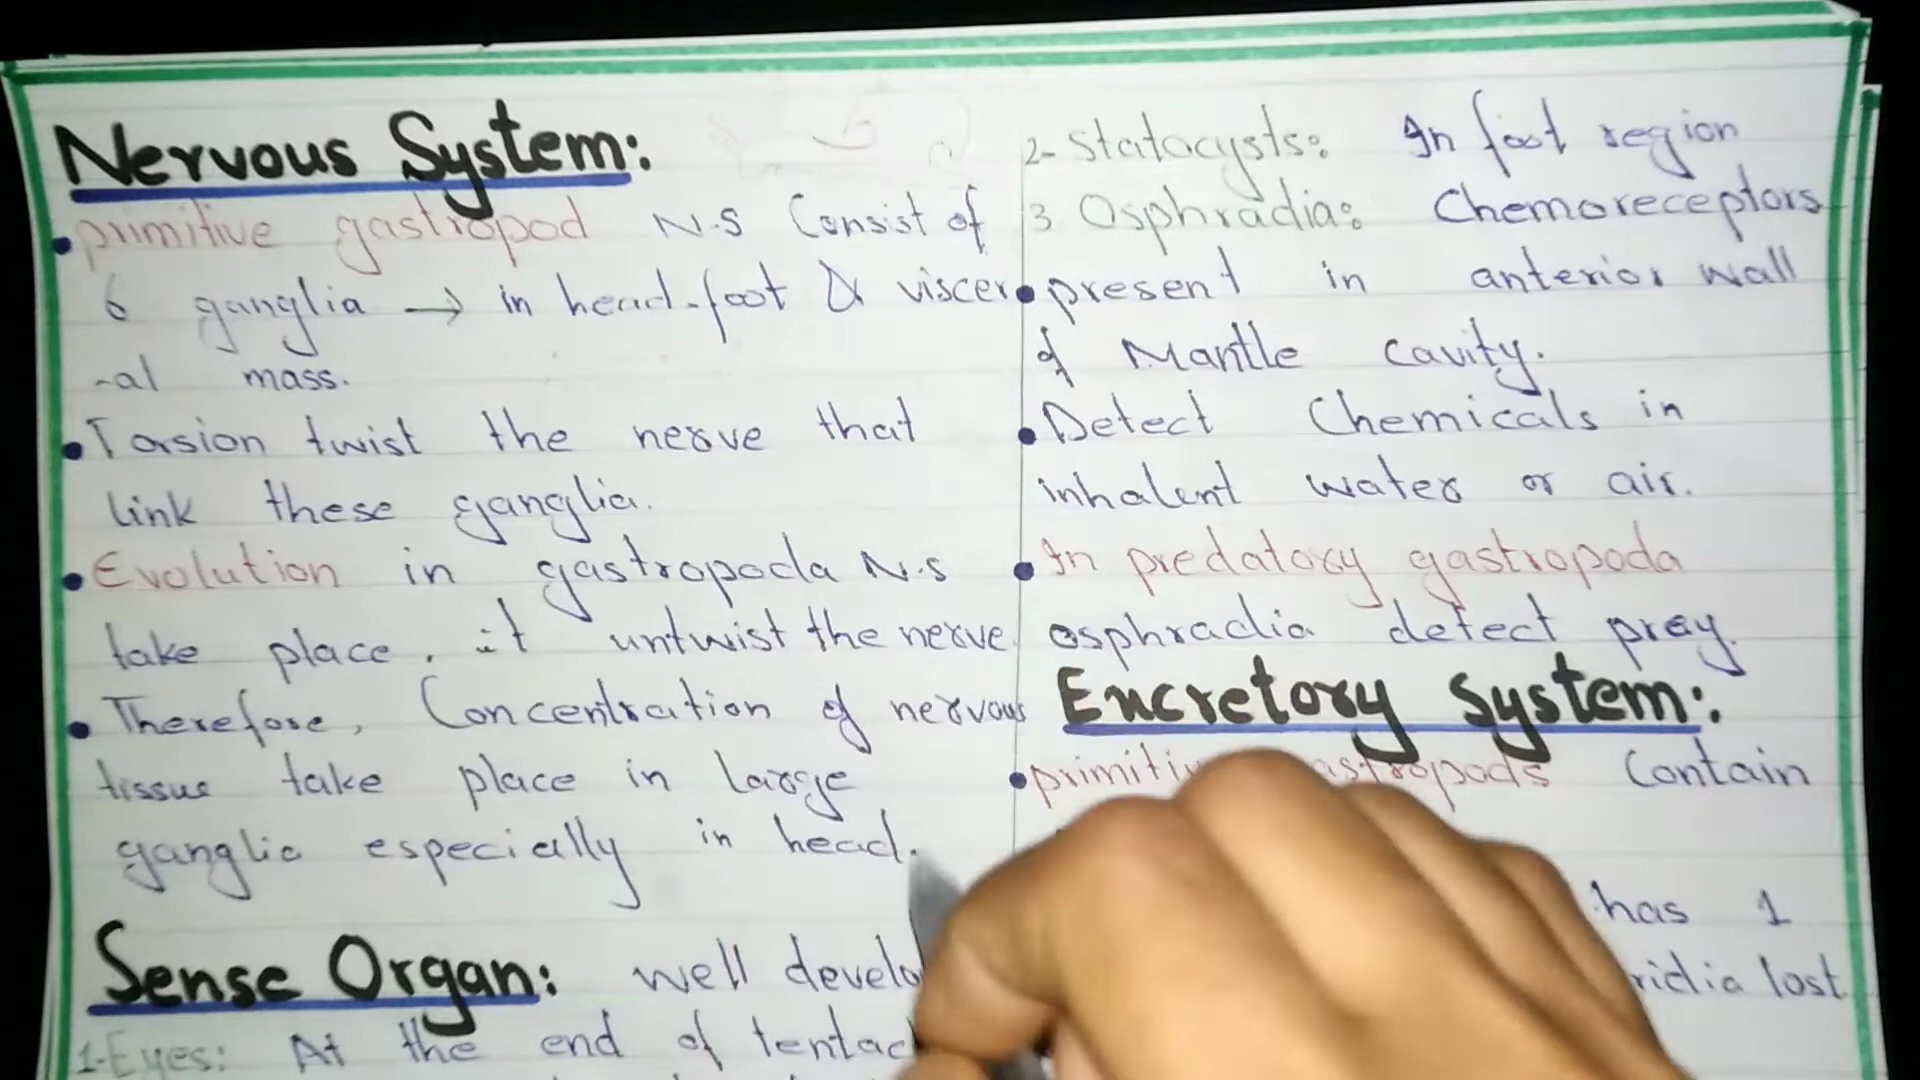 Nervous System:
primitive gastropod N.S Consist of
6 ganglia → in head-foot & viscer
-al mass.
Torsion twist the nerve that
link these ganglia.
Evolution in gastropoda N.S
take place, it untwist the nerve
Therefore, Concentration of nervous
tissue take place in large
ganglia especially in head.
Sense Organ: well develo
1-Eyes: At the end of tentac
2- Statocysts: In foot region
3 Osphradia: Chemoreceptors
present in anterior wall
of Mantle cavity.
Detect Chemicals in
inhalent water or air.
In predatory gastropoda
osphradia detect prey.
Excretory System:
primiti astropods Contain
has 1
ridia lost